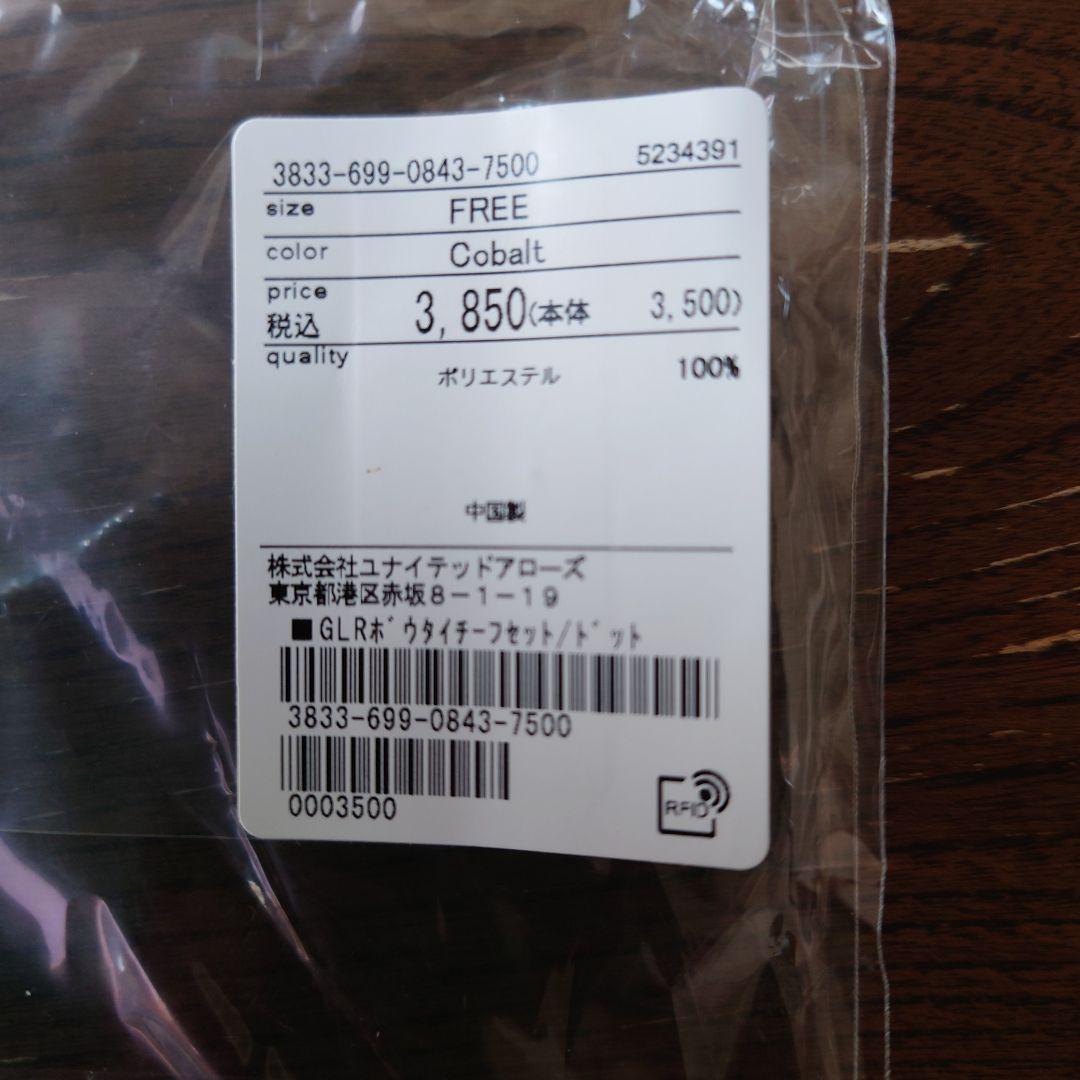 3833-699-0843-7500 5234391
size FREE
color Cobalt
price
税込 3,850(本体 3,500)
quality
ポリエステル 100%
中国製
株式会社ユナイテッドアローズ
東京都港区赤坂8-1-19
■GLRボウタイチーフセット/ドット
3833-699-0843-7500
0003500
RFID